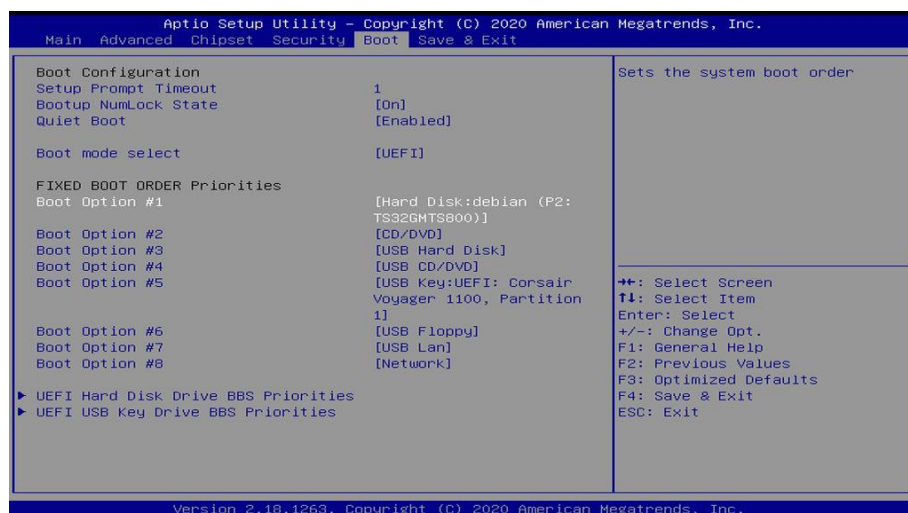 Aptio Setup Utility – Copyright (C) 2020 American Megatrends, Inc.
Main Advanced Chipset Security Boot Save & Exit
Boot Configuration
Setup Prompt Timeout 1
Bootup NumLock State [On]
Quiet Boot [Enabled]
Boot mode select [UEFI]
FIXED BOOT ORDER Priorities
Boot Option #1 [Hard Disk:debian (P2:
TS32GMTS800)]
Boot Option #2 [CD/DVD]
Boot Option #3 [USB Hard Disk]
Boot Option #4 [USB CD/DVD]
Boot Option #5 [USB Key:UEFI: Corsair
Voyager 1100, Partition
1]
Boot Option #6 [USB Floppy]
Boot Option #7 [USB Lan]
Boot Option #8 [Network]
UEFI Hard Disk Drive BBS Priorities
UEFI USB Key Drive BBS Priorities
Sets the system boot order
→←: Select Screen
↑↓: Select Item
Enter: Select
+/-: Change Opt.
F1: General Help
F2: Previous Values
F3: Optimized Defaults
F4: Save & Exit
ESC: Exit
Version 2.18.1263. Copyright (C) 2020 American Megatrends, Inc.